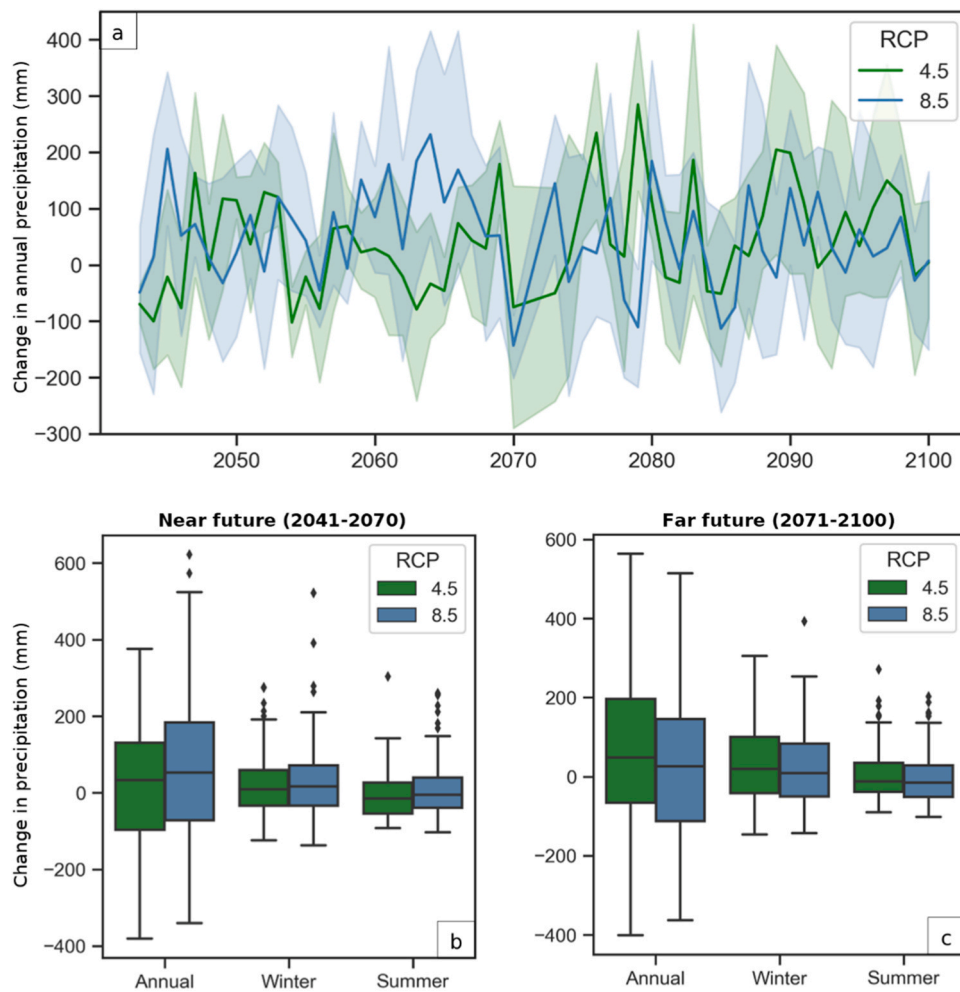 a
Change in annual precipitation (mm)
400
300
200
100
0
−100
−200
−300
RCP
4.5
8.5
2050
2060
2070
2080
2090
2100
Near future (2041-2070)
Change in precipitation (mm)
600
400
200
0
−200
−400
RCP
4.5
8.5
b
Annual
Winter
Summer
Far future (2071-2100)
600
400
200
0
−200
−400
RCP
4.5
8.5
c
Annual
Winter
Summer